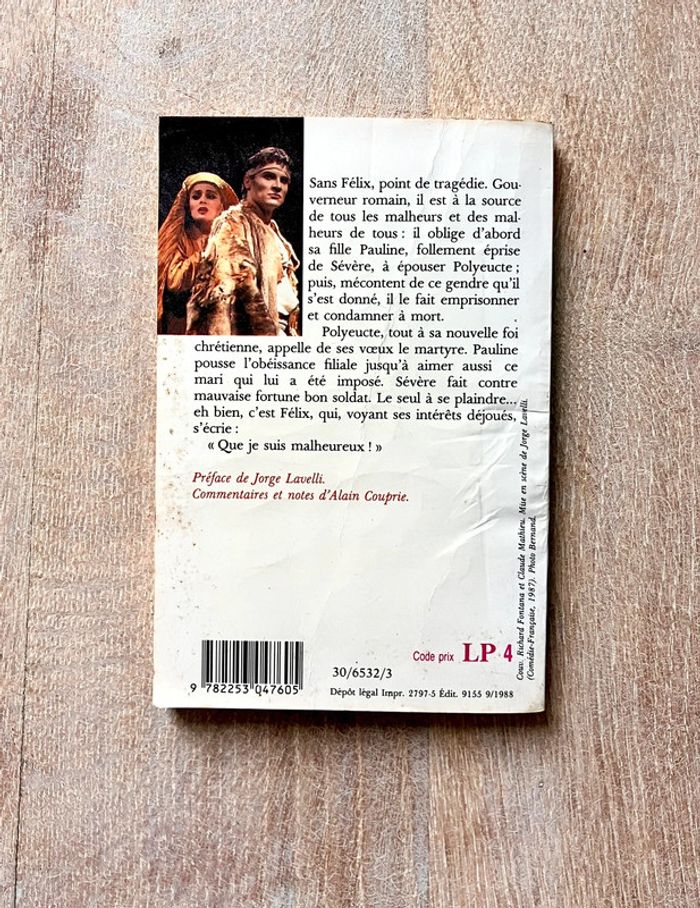 Sans Félix, point de tragédie. Gou-
verneur romain, il est à la source
de tous les malheurs et des mal-
heurs de tous : il oblige d'abord
sa fille Pauline, follement éprise
de Sévère, à épouser Polyeucte ;
puis, mécontent de ce gendre qu'il
s'est donné, il le fait emprisonner
et condamner à mort.
Polyeucte, tout à sa nouvelle foi
chrétienne, appelle de ses vœux le martyre. Pauline
pousse l'obéissance filiale jusqu'à aimer aussi ce
mari qui lui a été imposé. Sévère fait contre
mauvaise fortune bon soldat. Le seul à se plaindre...
eh bien, c'est Félix, qui, voyant ses intérêts déjoués,
s'écrie :
« Que je suis malheureux ! »
Préface de Jorge Lavelli.
Commentaires et notes d'Alain Couprie.
Couv. Richard Fontana et Claude Mathieu. Mise en scène de Jorge Lavelli.
(Comédie-Française, 1987). Photo Bernand.
Code prix LP 4
9 782253 047605
30/6532/3
Dépôt légal Impr. 2797-5 Édit. 9155 9/1988